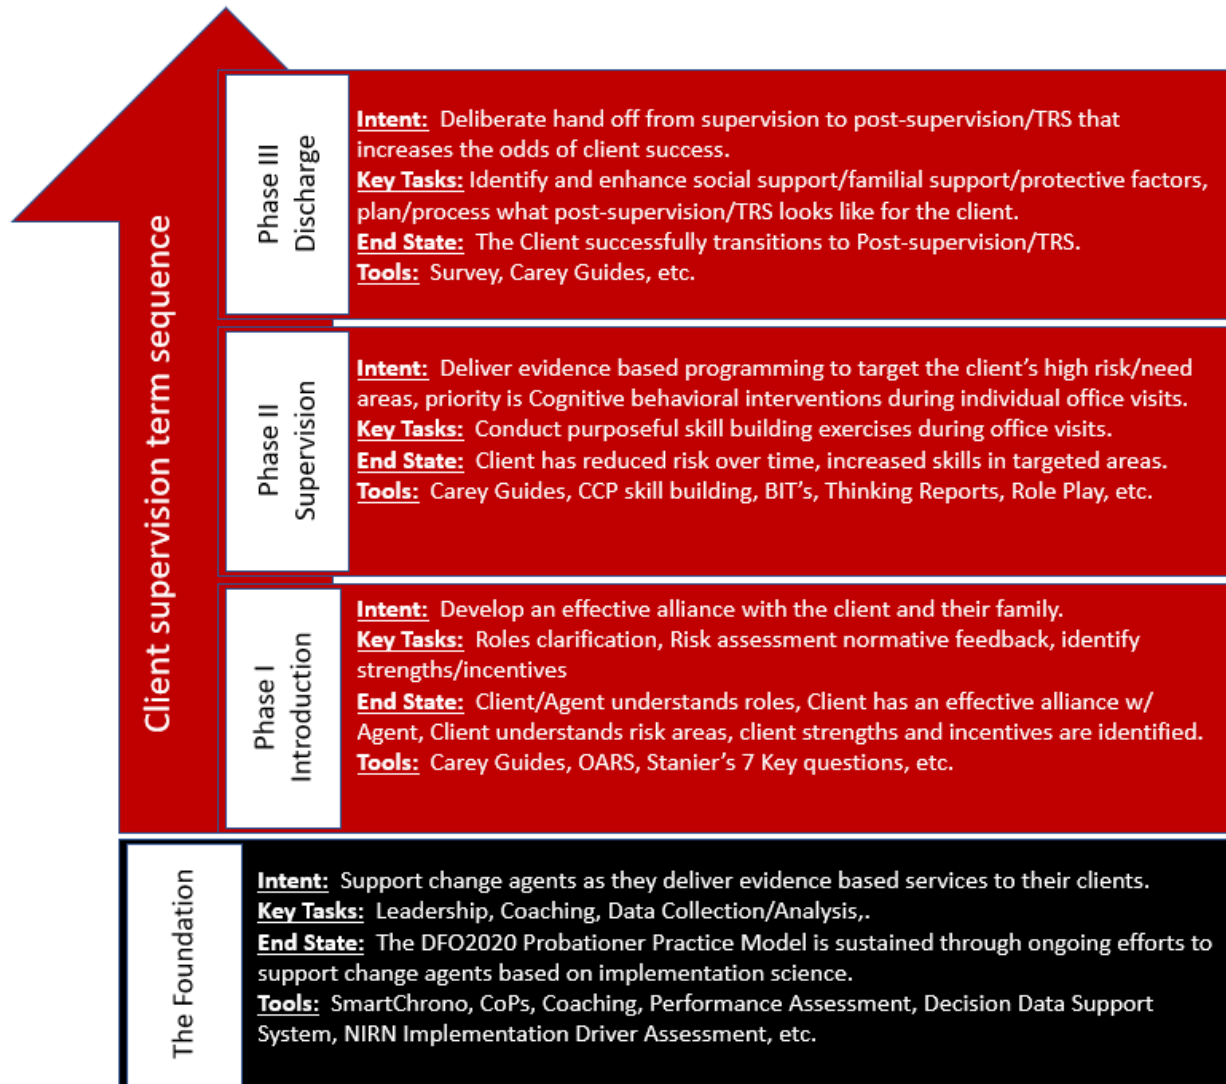 Client supervision term sequence
Phase III
Discharge
Intent: Deliberate hand off from supervision to post-supervision/TRS that
increases the odds of client success.
Key Tasks: Identify and enhance social support/familial support/protective factors,
plan/process what post-supervision/TRS looks like for the client.
End State: The Client successfully transitions to Post-supervision/TRS.
Tools: Survey, Carey Guides, etc.
Phase II
Supervision
Intent: Deliver evidence based programming to target the client's high risk/need
areas, priority is Cognitive behavioral interventions during individual office visits.
Key Tasks: Conduct purposeful skill building exercises during office visits.
End State: Client has reduced risk over time, increased skills in targeted areas.
Tools: Carey Guides, CCP skill building, BIT's, Thinking Reports, Role Play, etc.
Phase I
Introduction
Intent: Develop an effective alliance with the client and their family.
Key Tasks: Roles clarification, Risk assessment normative feedback, identify
strengths/incentives
End State: Client/Agent understands roles, Client has an effective alliance w/
Agent, Client understands risk areas, client strengths and incentives are identified.
Tools: Carey Guides, OARS, Stanier's 7 Key questions, etc.
The Foundation
Intent: Support change agents as they deliver evidence based services to their clients.
Key Tasks: Leadership, Coaching, Data Collection/Analysis,.
End State: The DFO2020 Probationer Practice Model is sustained through ongoing efforts to
support change agents based on implementation science.
Tools: SmartChrono, CoPs, Coaching, Performance Assessment, Decision Data Support
System, NIRN Implementation Driver Assessment, etc.